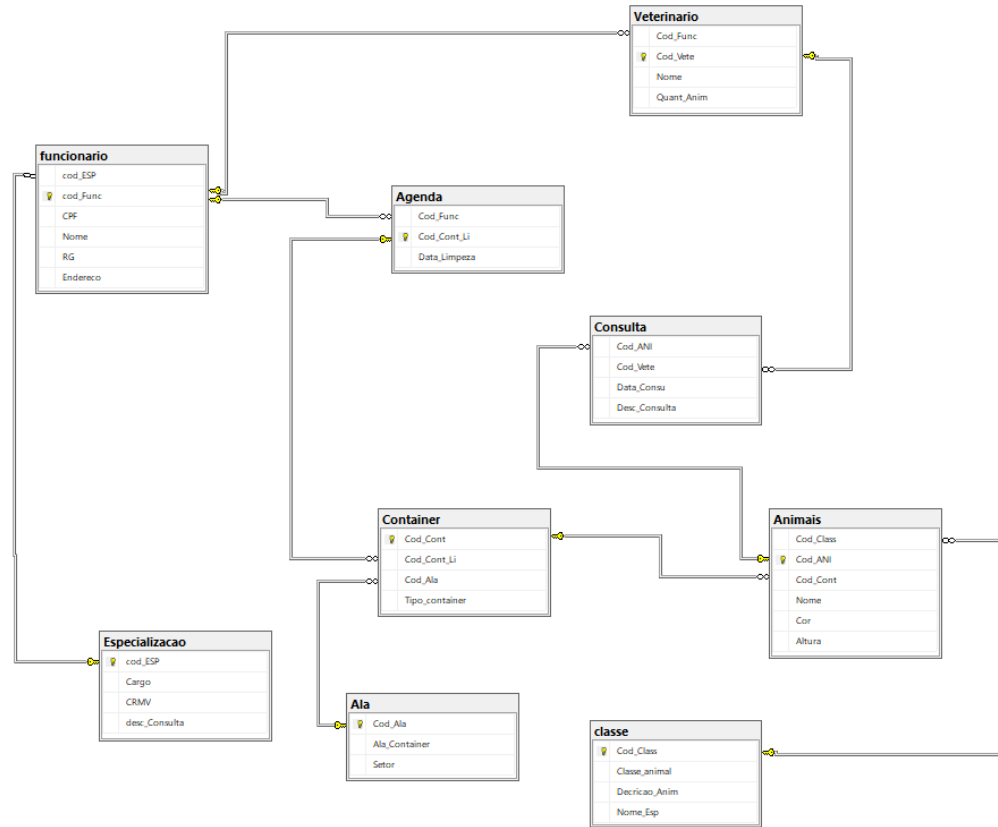 Veterinario
Cod_Func
Cod_Vete
Nome
Quant_Anim
funcionario
cod_ESP
cod_Func
CPF
Nome
RG
Endereco
Agenda
Cod_Func
Cod_Cont_Li
Data_Limpeza
Consulta
Cod_ANI
Cod_Vete
Data_Consu
Desc_Consulta
Container
Cod_Cont
Cod_Cont_Li
Cod_Ala
Tipo_container
Animais
Cod_Class
Cod_ANI
Cod_Cont
Nome
Cor
Altura
Especializacao
cod_ESP
Cargo
CRMV
desc_Consulta
Ala
Cod_Ala
Ala_Container
Setor
classe
Cod_Class
Classe_animal
Decricao_Anim
Nome_Esp